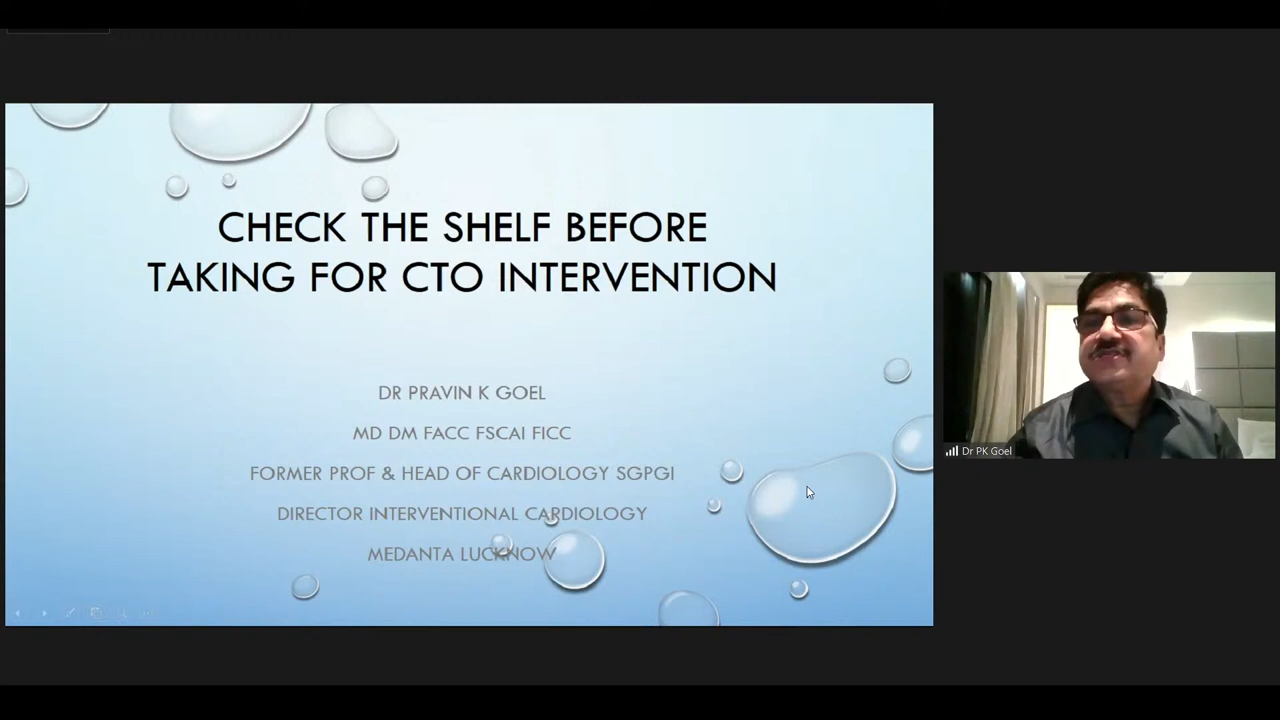 CHECK THE SHELF BEFORE
TAKING FOR CTO INTERVENTION
DR PRAVIN K GOEL
MD DM FACC FSCAI FICC
FORMER PROF & HEAD OF CARDIOLOGY SGPGI
DIRECTOR INTERVENTIONAL CARDIOLOGY
MEDANTA LUCKNOW
Dr PK Goel